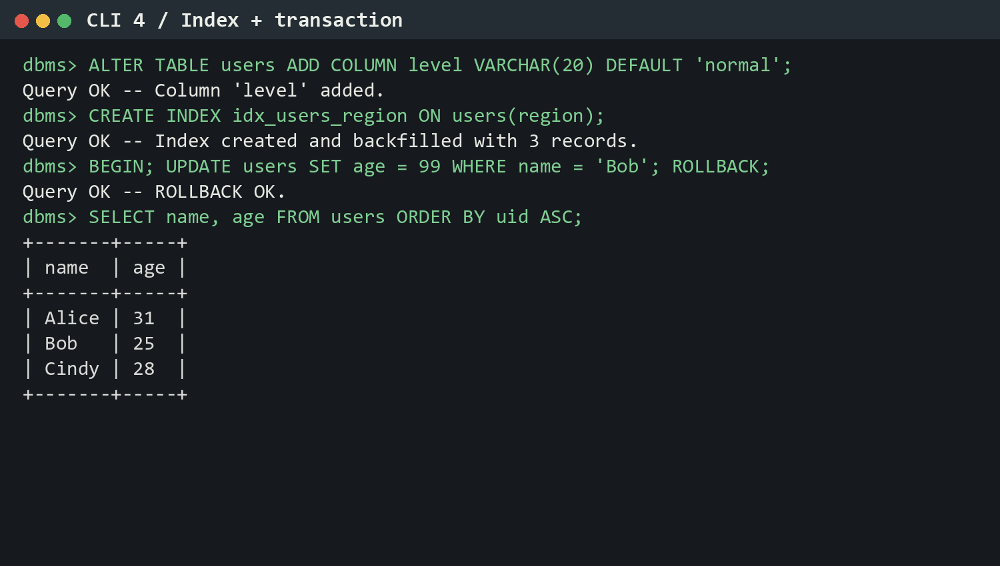 CLI 4 / Index + transaction
dbms> ALTER TABLE users ADD COLUMN level VARCHAR(20) DEFAULT 'normal';
Query OK -- Column 'level' added.
dbms> CREATE INDEX idx_users_region ON users(region);
Query OK -- Index created and backfilled with 3 records.
dbms> BEGIN; UPDATE users SET age = 99 WHERE name = 'Bob'; ROLLBACK;
Query OK -- ROLLBACK OK.
dbms> SELECT name, age FROM users ORDER BY uid ASC;
+-------+-----+
| name  | age |
+-------+-----+
| Alice | 31  |
| Bob   | 25  |
| Cindy | 28  |
+-------+-----+